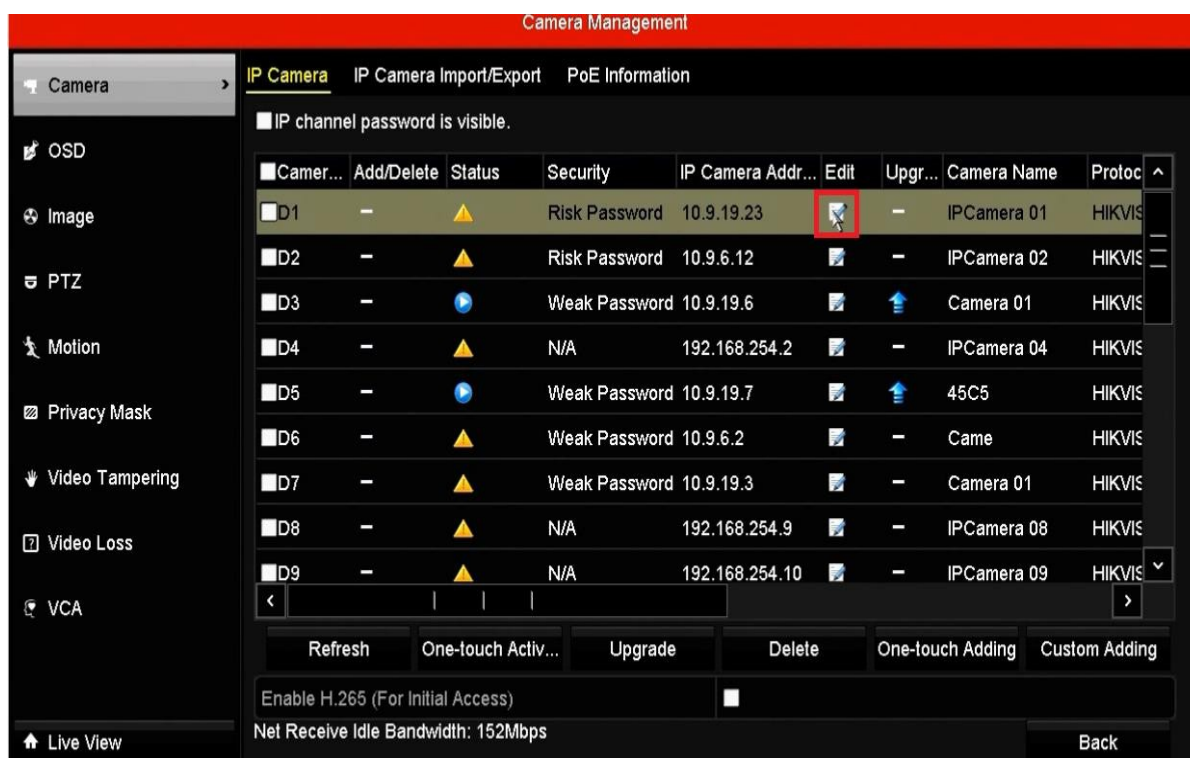 Camera Management
Camera
OSD
Image
PTZ
Motion
Privacy Mask
Video Tampering
Video Loss
VCA
Live View
IP Camera IP Camera Import/Export PoE Information
IP channel password is visible.
Camer... Add/Delete Status Security IP Camera Addr... Edit Upgr... Camera Name Protoc
D1 – Risk Password 10.9.19.23 – IPCamera 01 HIKVIS
D2 – Risk Password 10.9.6.12 – IPCamera 02 HIKVIS
D3 – Weak Password 10.9.19.6 Camera 01 HIKVIS
D4 – N/A 192.168.254.2 – IPCamera 04 HIKVIS
D5 – Weak Password 10.9.19.7 45C5 HIKVIS
D6 – Weak Password 10.9.6.2 – Came HIKVIS
D7 – Weak Password 10.9.19.3 – Camera 01 HIKVIS
D8 – N/A 192.168.254.9 – IPCamera 08 HIKVIS
D9 – N/A 192.168.254.10 – IPCamera 09 HIKVIS
Refresh One-touch Activ... Upgrade Delete One-touch Adding Custom Adding
Enable H.265 (For Initial Access)
Net Receive Idle Bandwidth: 152Mbps
Back